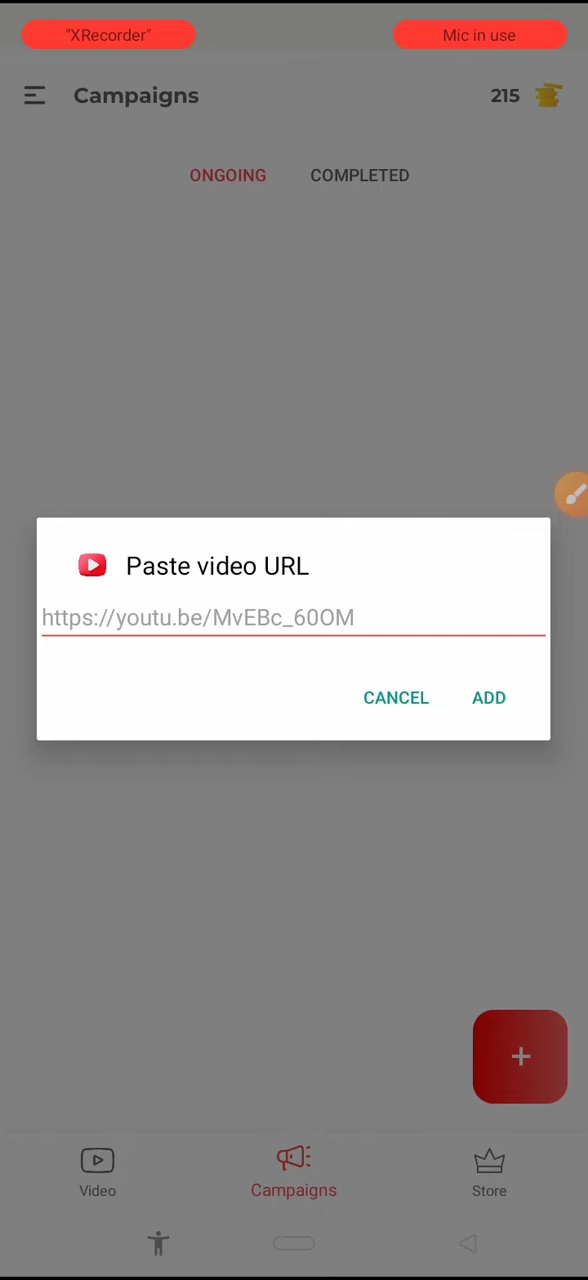 "XRecorder"
Mic in use
Campaigns
215
ONGOING
COMPLETED
Paste video URL
https://youtu.be/MvEBc_60OM
CANCEL
ADD
+
Video
Campaigns
Store